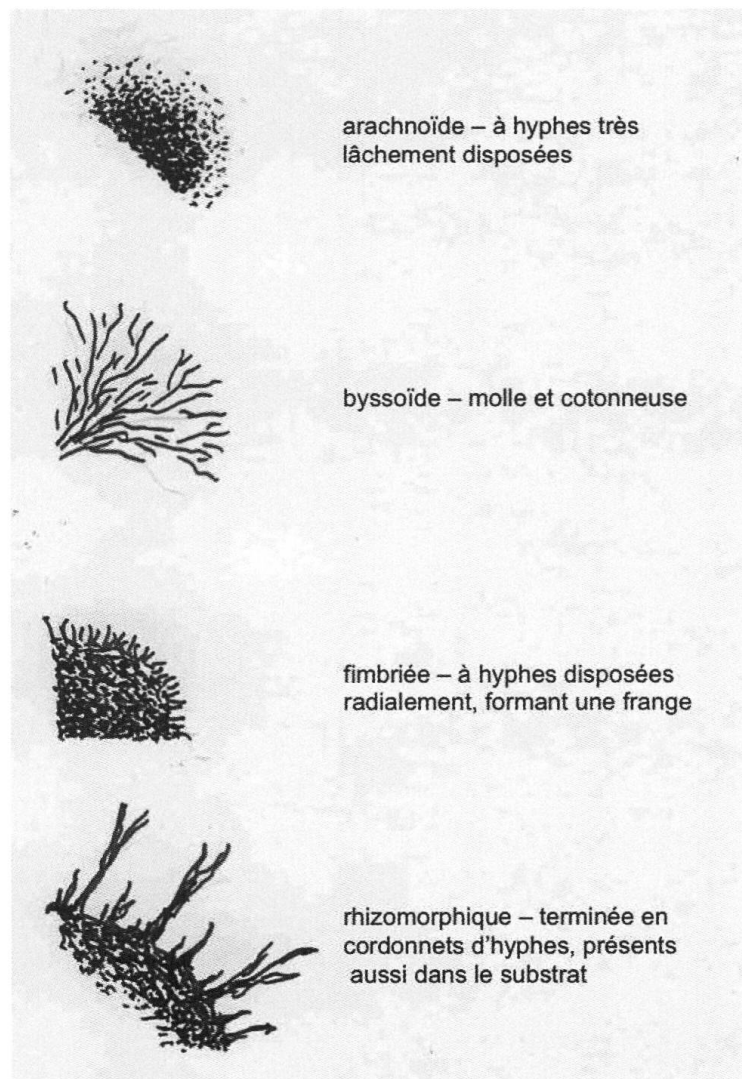 arachnoïde – à hyphes très
lâchement disposées
byssoïde – molle et cotonneuse
fimbriée – à hyphes disposées
radialement, formant une frange
rhizomorphique – terminée en
cordonnets d'hyphes, présents
aussi dans le substrat